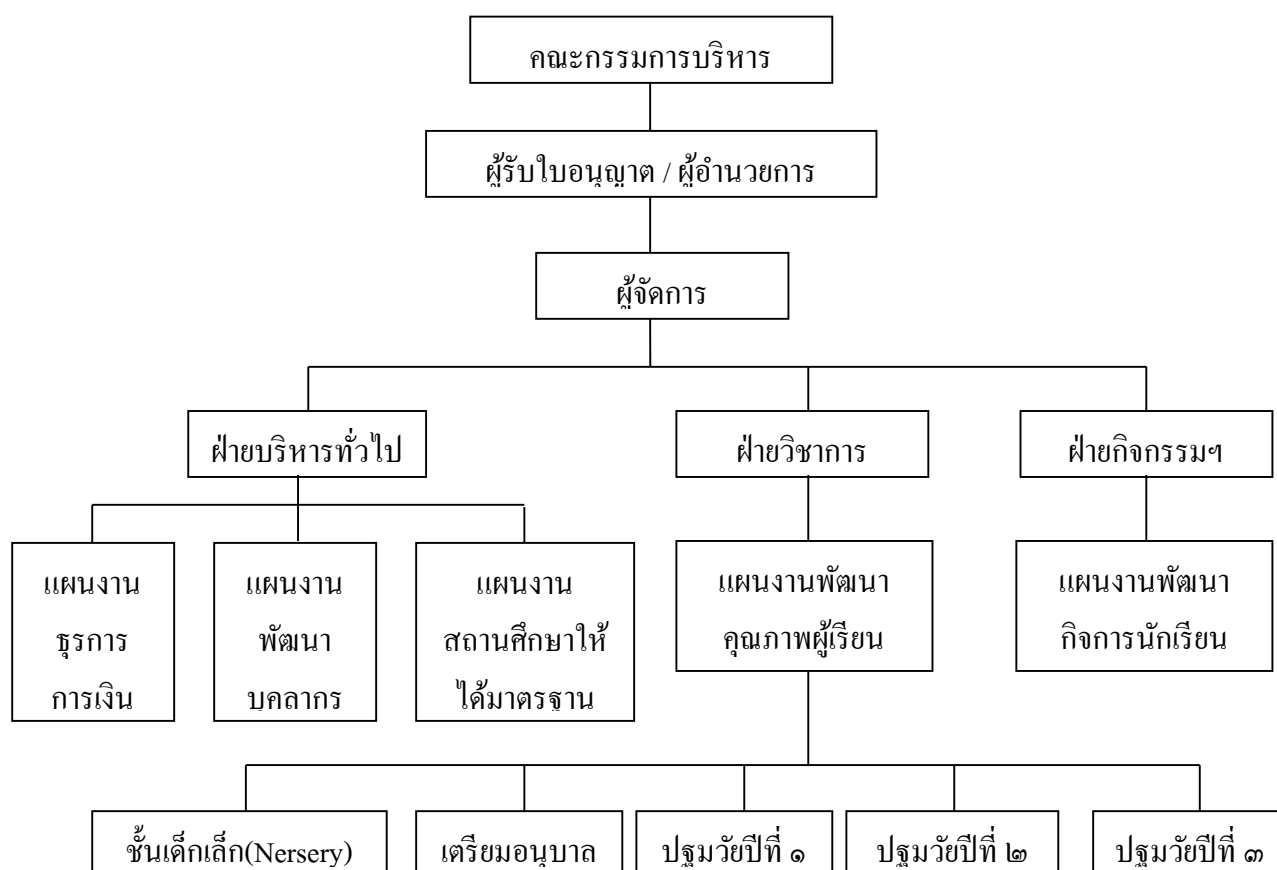 คณะกรรมการบริหาร
ผู้รับใบอนุญาต / ผู้อำนวยการ
ผู้จัดการ
ฝ่ายบริหารทั่วไป
ฝ่ายวิชาการ
ฝ่ายกิจกรรมฯ
แผนงาน
ธุรการ
การเงิน
แผนงาน
พัฒนา
บุคลากร
แผนงาน
สถานศึกษาให้
ได้มาตรฐาน
แผนงานพัฒนา
คุณภาพผู้เรียน
แผนงานพัฒนา
กิจการนักเรียน
ชั้นเด็กเล็ก(Nersery)
เตรียมอนุบาล
ปฐมวัยปีที่ ๑
ปฐมวัยปีที่ ๒
ปฐมวัยปีที่ ๓